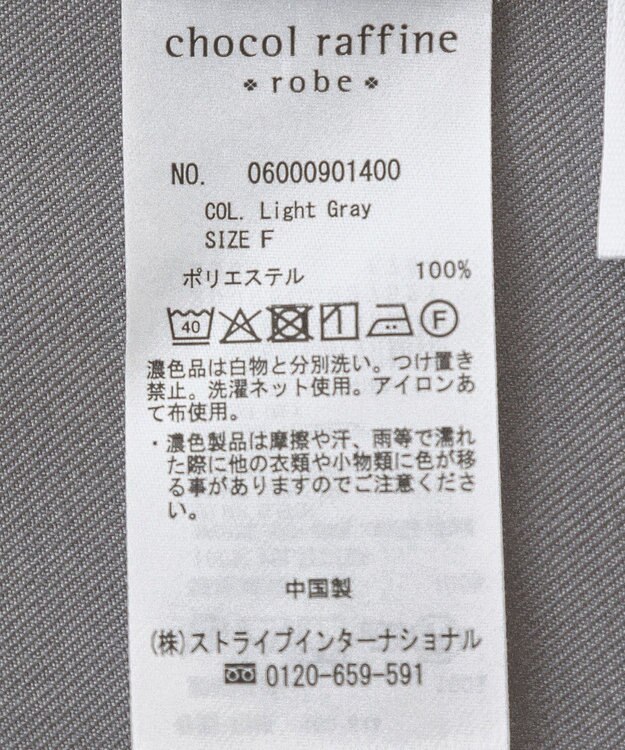 chocol raffine
robe
NO. 06000901400
COL. Light Gray
SIZE F
ポリエステル 100%
40 F
濃色品は白物と分別洗い。つけ置き
禁止。洗濯ネット使用。アイロンあ
て布使用。
・濃色製品は摩擦や汗、雨等で濡れ
た際に他の衣類や小物類に色が移
る事がありますのでご注意くださ
い。
中国製
(株)ストライプインターナショナル
0120-659-591